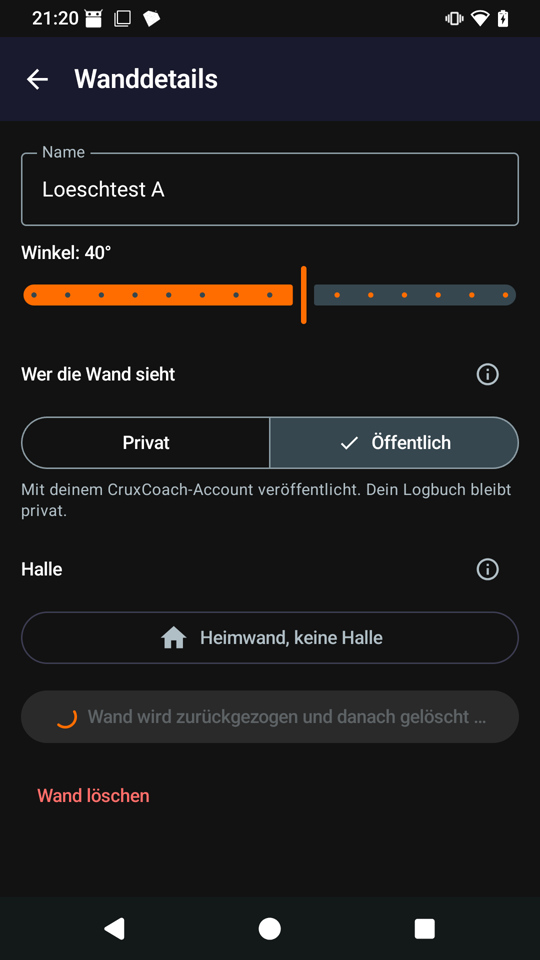 21:20
Wanddetails
Name
Loeschtest A
Winkel: 40°
Wer die Wand sieht
Privat
Öffentlich
Mit deinem CruxCoach-Account veröffentlicht. Dein Logbuch bleibt
privat.
Halle
Heimwand, keine Halle
Wand wird zurückgezogen und danach gelöscht …
Wand löschen